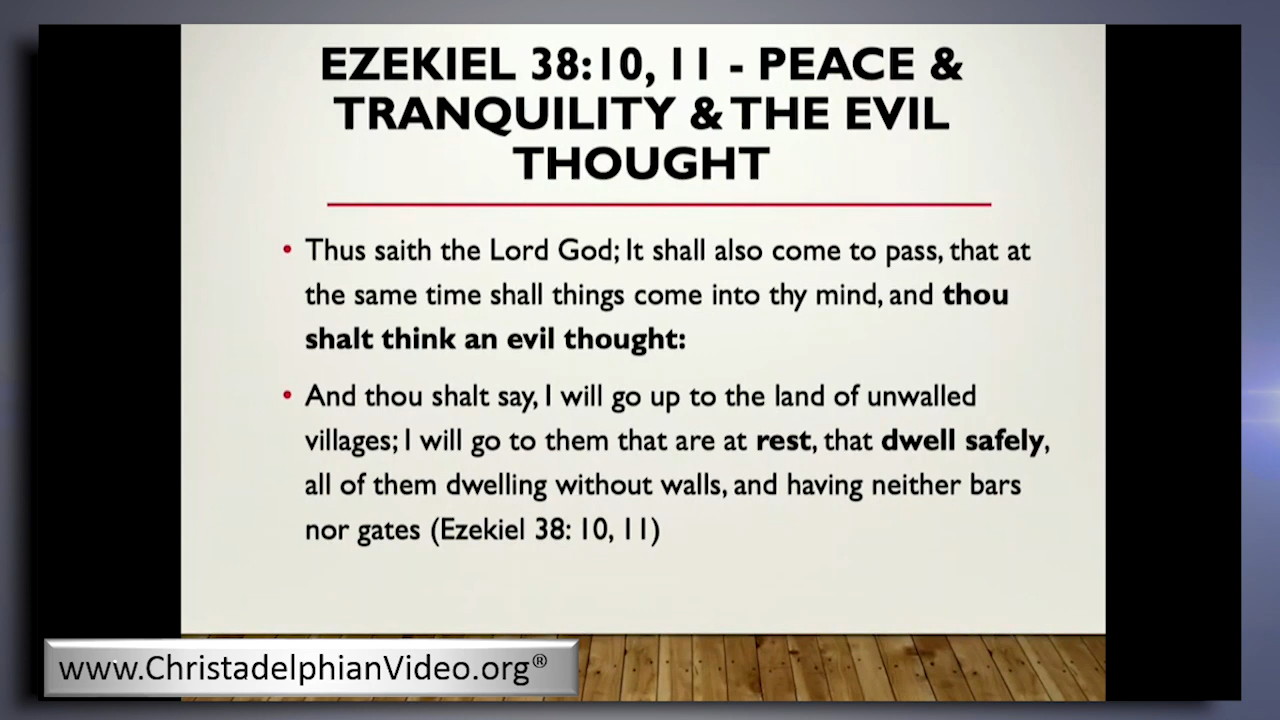 EZEKIEL 38:10, 11 - PEACE &
TRANQUILITY & THE EVIL
THOUGHT
• Thus saith the Lord God; It shall also come to pass, that at
the same time shall things come into thy mind, and thou
shalt think an evil thought:
• And thou shalt say, I will go up to the land of unwalled
villages; I will go to them that are at rest, that dwell safely,
all of them dwelling without walls, and having neither bars
nor gates (Ezekiel 38: 10, 11)
www.ChristadelphianVideo.org®